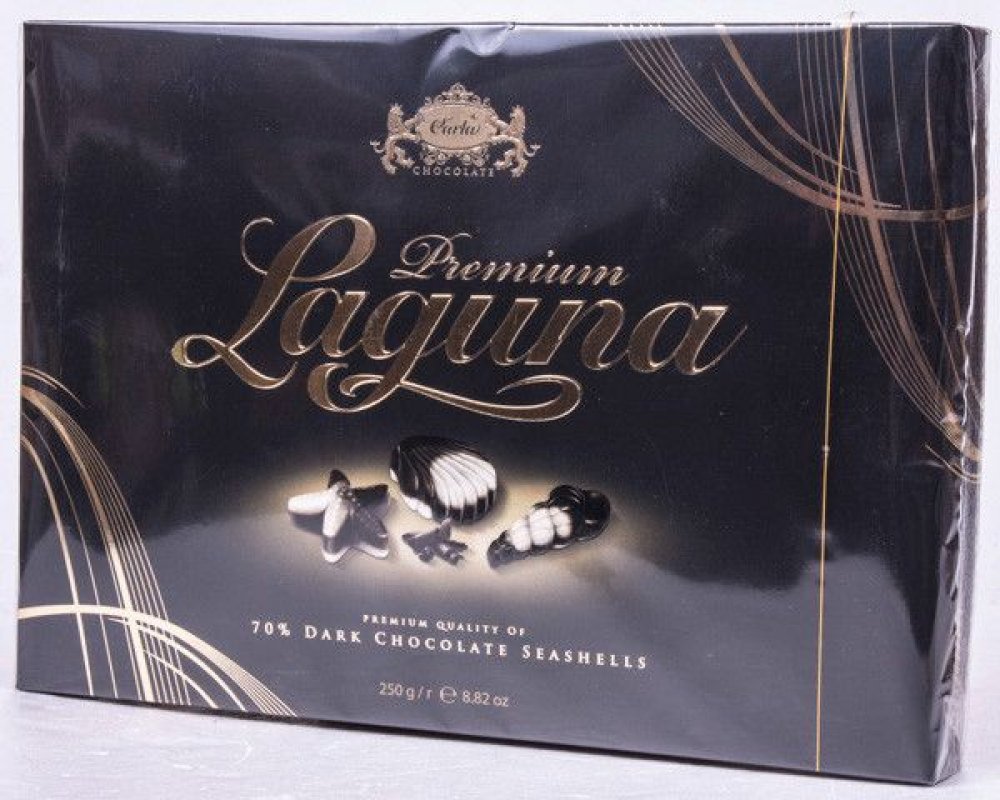 Carla
CHOCOLATE
Premium
Laguna
PREMIUM QUALITY OF
70% DARK CHOCOLATE SEASHELLS
250 g / г ℮ 8,82 oz